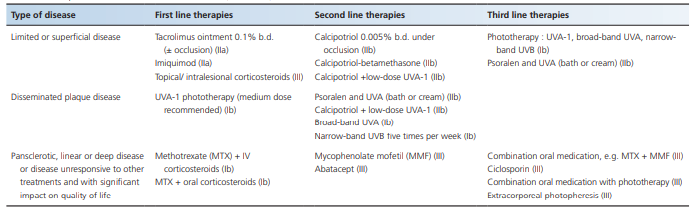 Type of disease First line therapies Second line therapies Third line therapies
Limited or superficial disease Tacrolimus ointment 0.1% b.d. Calcipotriol 0.005% b.d. under Phototherapy : UVA-1, broad-band UVA, narrow-
(± occlusion) (IIa) occlusion (IIb) band UVB (Ib)
Imiquimod (IIa) Calcipotriol-betamethasone (IIb) Psoralen and UVA (bath or cream) (IIb)
Topical/ intralesional corticosteroids (III) Calcipotriol +low-dose UVA-1 (IIb)
Disseminated plaque disease UVA-1 phototherapy (medium dose Psoralen and UVA (bath or cream) (IIb)
recommended) (Ib) Calcipotriol + low-dose UVA-1 (IIb)
Broad-band UVA (Ib)
Narrow-band UVB five times per week (Ib)
Pansclerotic, linear or deep disease Methotrexate (MTX) + IV Mycophenolate mofetil (MMF) (III) Combination oral medication, e.g. MTX + MMF (III)
or disease unresponsive to other corticosteroids (Ib) Abatacept (III) Ciclosporin (III)
treatments and with significant MTX + oral corticosteroids (Ib) Combination oral medication with phototherapy (III)
impact on quality of life Extracorporeal photopheresis (III)